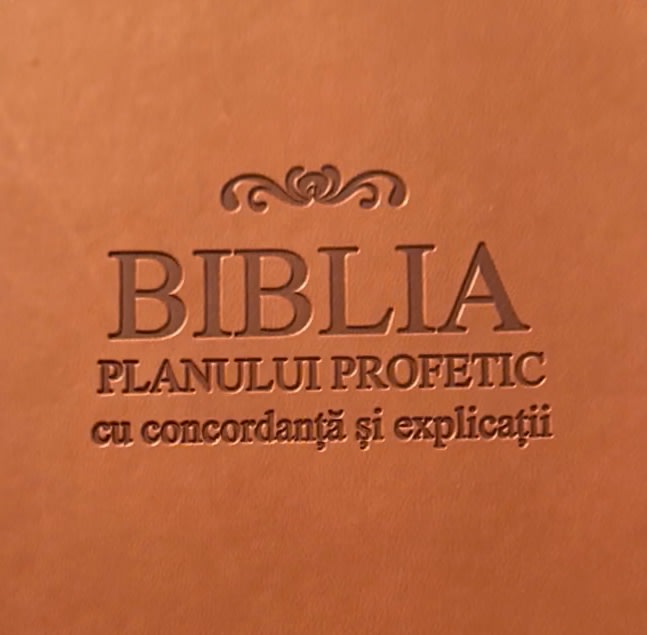 BIBLIA
PLANULUI PROFETIC
cu concordanță și explicații